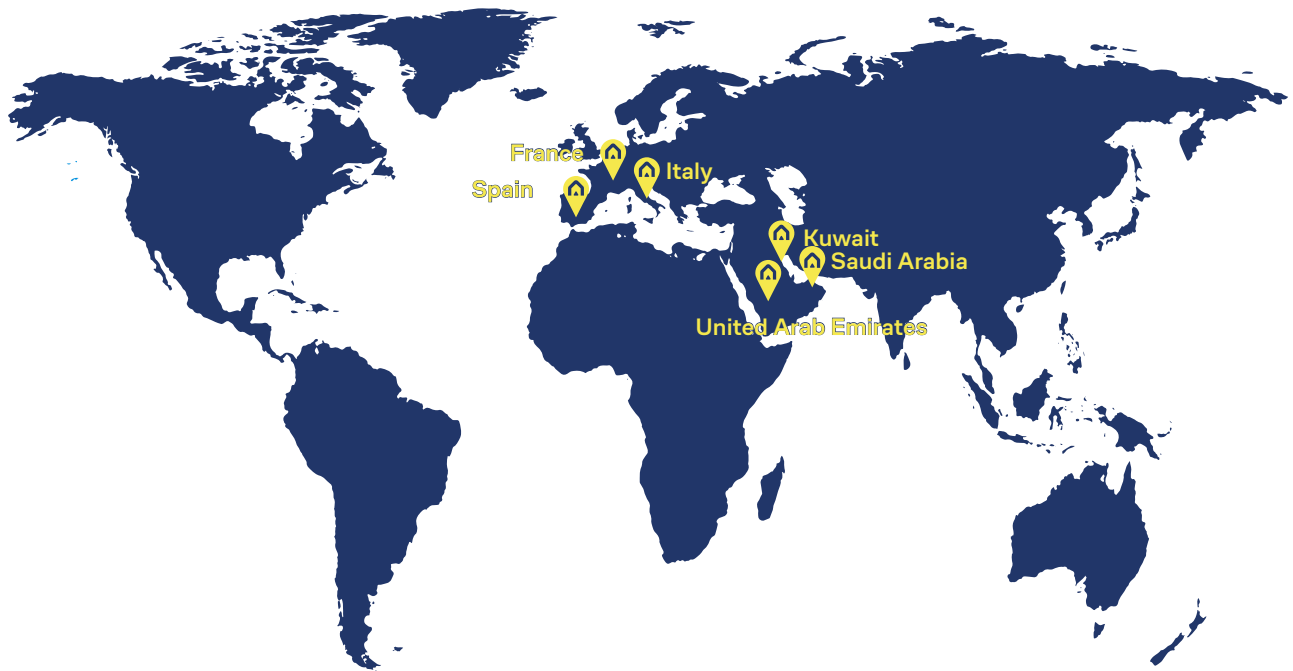 France
Italy
Spain
Kuwait
Saudi Arabia
United Arab Emirates